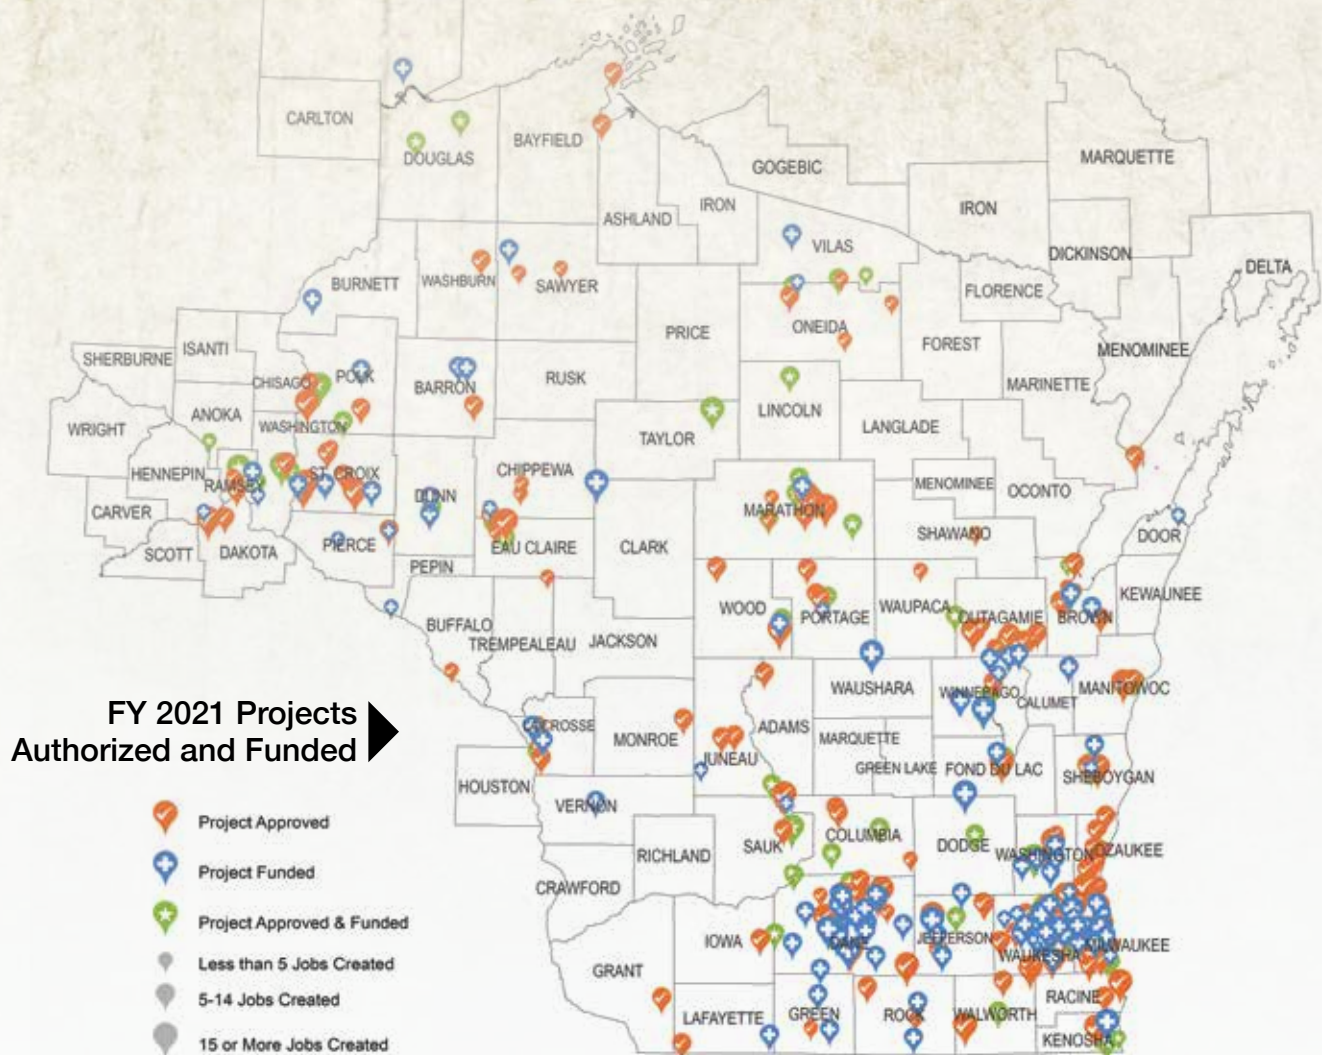 CARLTON
DOUGLAS
BAYFIELD
ASHLAND
IRON
GOGEBIC
IRON
MARQUETTE
DICKINSON
DELTA
BURNETT
WASHBURN
SAWYER
VILAS
FLORENCE
PRICE
ONEIDA
FOREST
MENOMINEE
MARINETTE
SHERBURNE
ISANTI
CHISAGO
POLK
BARRON
RUSK
ANOKA
WASHINGTON
WRIGHT
LINCOLN
TAYLOR
LANGLADE
HENNEPIN
RAMSEY
ST. CROIX
CHIPPEWA
DUNN
CARVER
MARATHON
MENOMINEE
OCONTO
SHAWANO
DOOR
SCOTT
DAKOTA
PIERCE
PEPIN
EAU CLAIRE
CLARK
BUFFALO
TREMPEALEAU
JACKSON
WOOD
PORTAGE
WAUPACA
OUTAGAMIE
BROWN
KEWAUNEE
WAUSHARA
WINNEPAGO
CALUMET
MANITOWOC
FY 2021 Projects
Authorized and Funded
LACROSSE
MONROE
JUNEAU
ADAMS
MARQUETTE
GREEN LAKE
FOND DU LAC
SHEBOYGAN
HOUSTON
VERNON
RICHLAND
SAUK
COLUMBIA
DODGE
WASHINGTON
OZAUKEE
CRAWFORD
IOWA
DANE
JEFFERSON
WAUKESHA
MILWAUKEE
GRANT
LAFAYETTE
GREEN
ROCK
WALWORTH
RACINE
KENOSHA
Project Approved
Project Funded
Project Approved & Funded
Less than 5 Jobs Created
5-14 Jobs Created
15 or More Jobs Created